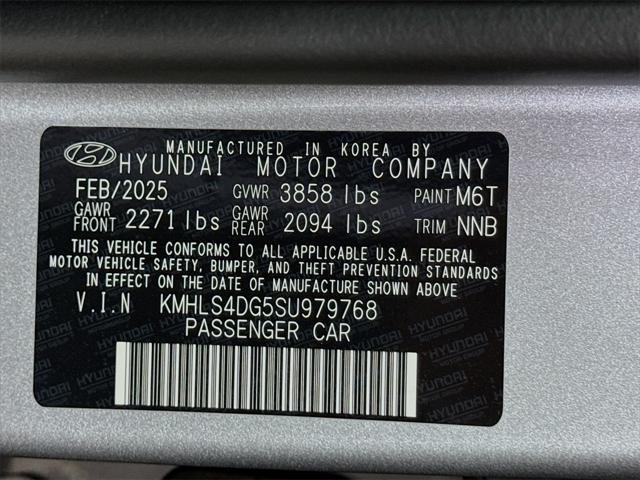 MANUFACTURED IN KOREA BY
HYUNDAI MOTOR COMPANY
FEB/2025 GVWR 3858 lbs PAINT M6T
GAWR FRONT 2271 lbs GAWR REAR 2094 lbs TRIM NNB
THIS VEHICLE CONFORMS TO ALL APPLICABLE U.S.A. FEDERAL
MOTOR VEHICLE SAFETY, BUMPER, AND THEFT PREVENTION STANDARDS
IN EFFECT ON THE DATE OF MANUFACTURE SHOWN ABOVE.
V.I.N KMHLS4DG5SU979768
PASSENGER CAR